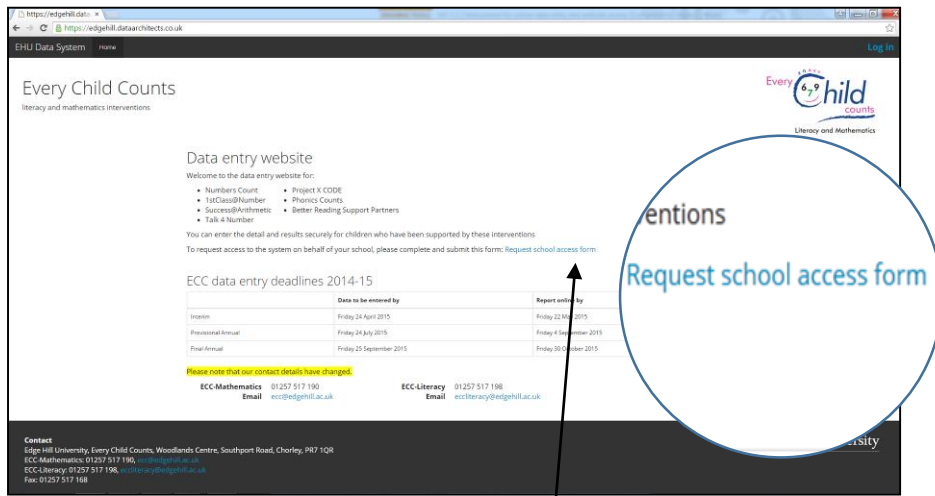 https://edgehill.data
https://edgehill.dataarchitects.co.uk
EHU Data System Home Log in
Every Child Counts
literacy and mathematics interventions
Every Child counts
6 7 9
Literacy and Mathematics
Data entry website
Welcome to the data entry website for:
• Numbers Count • Project X CODE
• 1stClass@Number • Phonics Counts
• Success@Arithmetic • Better Reading Support Partners
• Talk 4 Number
You can enter the detail and results securely for children who have been supported by these interventions
To request access to the system on behalf of your school, please complete and submit this form: Request school access form
ventions
Request school access form
ECC data entry deadlines 2014-15
Data to be entered by Report online by
Interim Friday 24 April 2015 Friday 22 May 2015
Provisional Annual Friday 24 July 2015 Friday 4 September 2015
Final Annual Friday 25 September 2015 Friday 30 October 2015
Please note that our contact details have changed.
ECC-Mathematics 01257 517 190 ECC-Literacy 01257 517 198
Email ecc@edgehill.ac.uk Email eccliteracy@edgehill.ac.uk
Contact
Edge Hill University, Every Child Counts, Woodlands Centre, Southport Road, Chorley, PR7 1QR
ECC-Mathematics: 01257 517 190, ecc@edgehill.ac.uk
ECC-Literacy: 01257 517 198, eccliteracy@edgehill.ac.uk
Fax: 01257 517 168
ersity